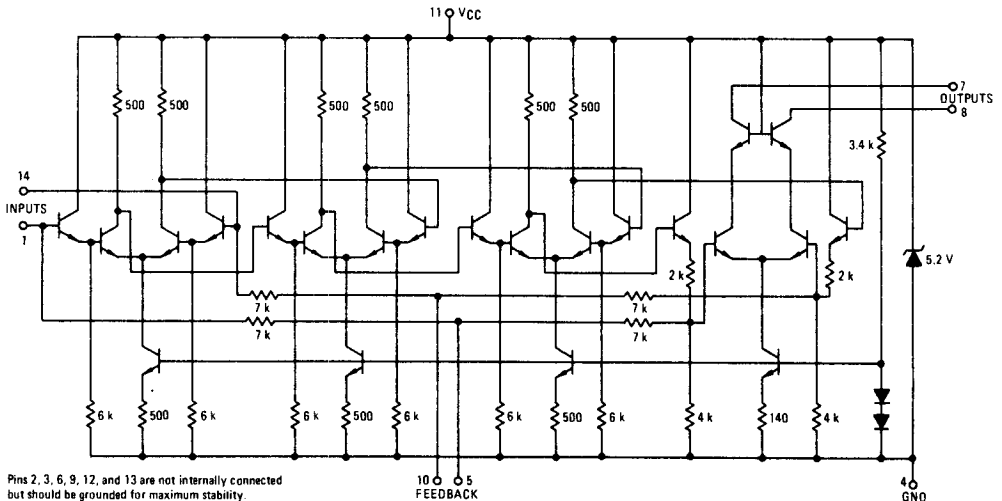 11 VCC
500 500 500 500 500 500
7
OUTPUTS
8
3.4 k
14
INPUTS
1
5.2 V
2 k 2 k
7 k 7 k
7 k 7 k
6 k 500 6 k 6 k 500 6 k 6 k 500 6 k 4 k 140 4 k
Pins 2, 3, 6, 9, 12, and 13 are not internally connected
but should be grounded for maximum stability.
10 5
FEEDBACK
4
GND